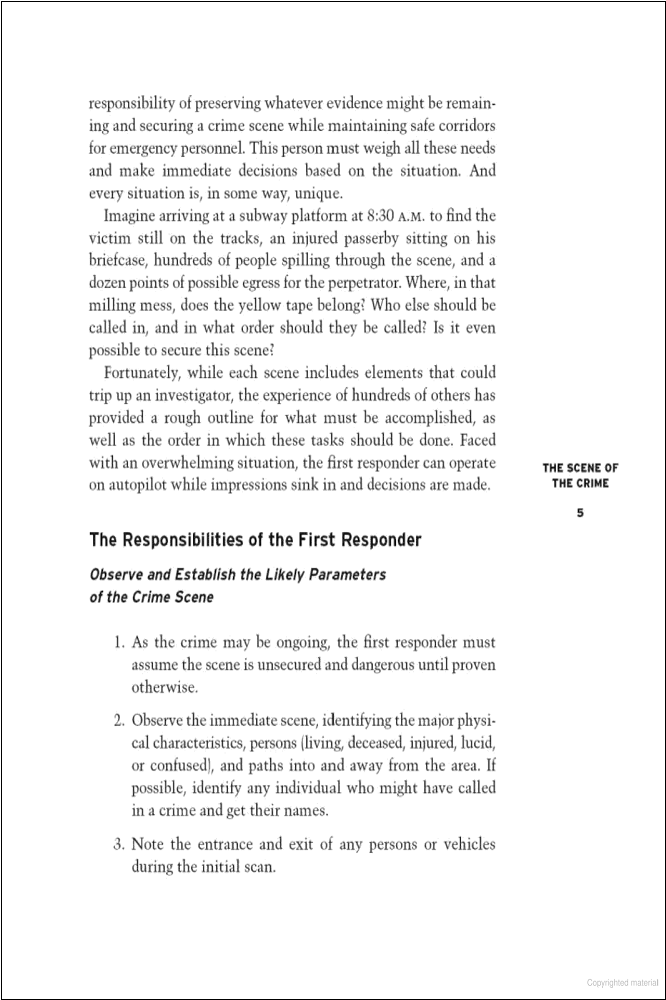 responsibility of preserving whatever evidence might be remain-
ing and securing a crime scene while maintaining safe corridors
for emergency personnel. This person must weigh all these needs
and make immediate decisions based on the situation. And
every situation is, in some way, unique.
Imagine arriving at a subway platform at 8:30 A.M. to find the
victim still on the tracks, an injured passerby sitting on his
briefcase, hundreds of people spilling through the scene, and a
dozen points of possible egress for the perpetrator. Where, in that
milling mess, does the yellow tape belong? Who else should be
called in, and in what order should they be called? Is it even
possible to secure this scene?
Fortunately, while each scene includes elements that could
trip up an investigator, the experience of hundreds of others has
provided a rough outline for what must be accomplished, as
well as the order in which these tasks should be done. Faced
with an overwhelming situation, the first responder can operate
on autopilot while impressions sink in and decisions are made.
THE SCENE OF
THE CRIME
5
The Responsibilities of the First Responder
Observe and Establish the Likely Parameters
of the Crime Scene
1. As the crime may be ongoing, the first responder must
assume the scene is unsecured and dangerous until proven
otherwise.
2. Observe the immediate scene, identifying the major physi-
cal characteristics, persons (living, deceased, injured, lucid,
or confused), and paths into and away from the area. If
possible, identify any individual who might have called
in a crime and get their names.
3. Note the entrance and exit of any persons or vehicles
during the initial scan.
Copyrighted material